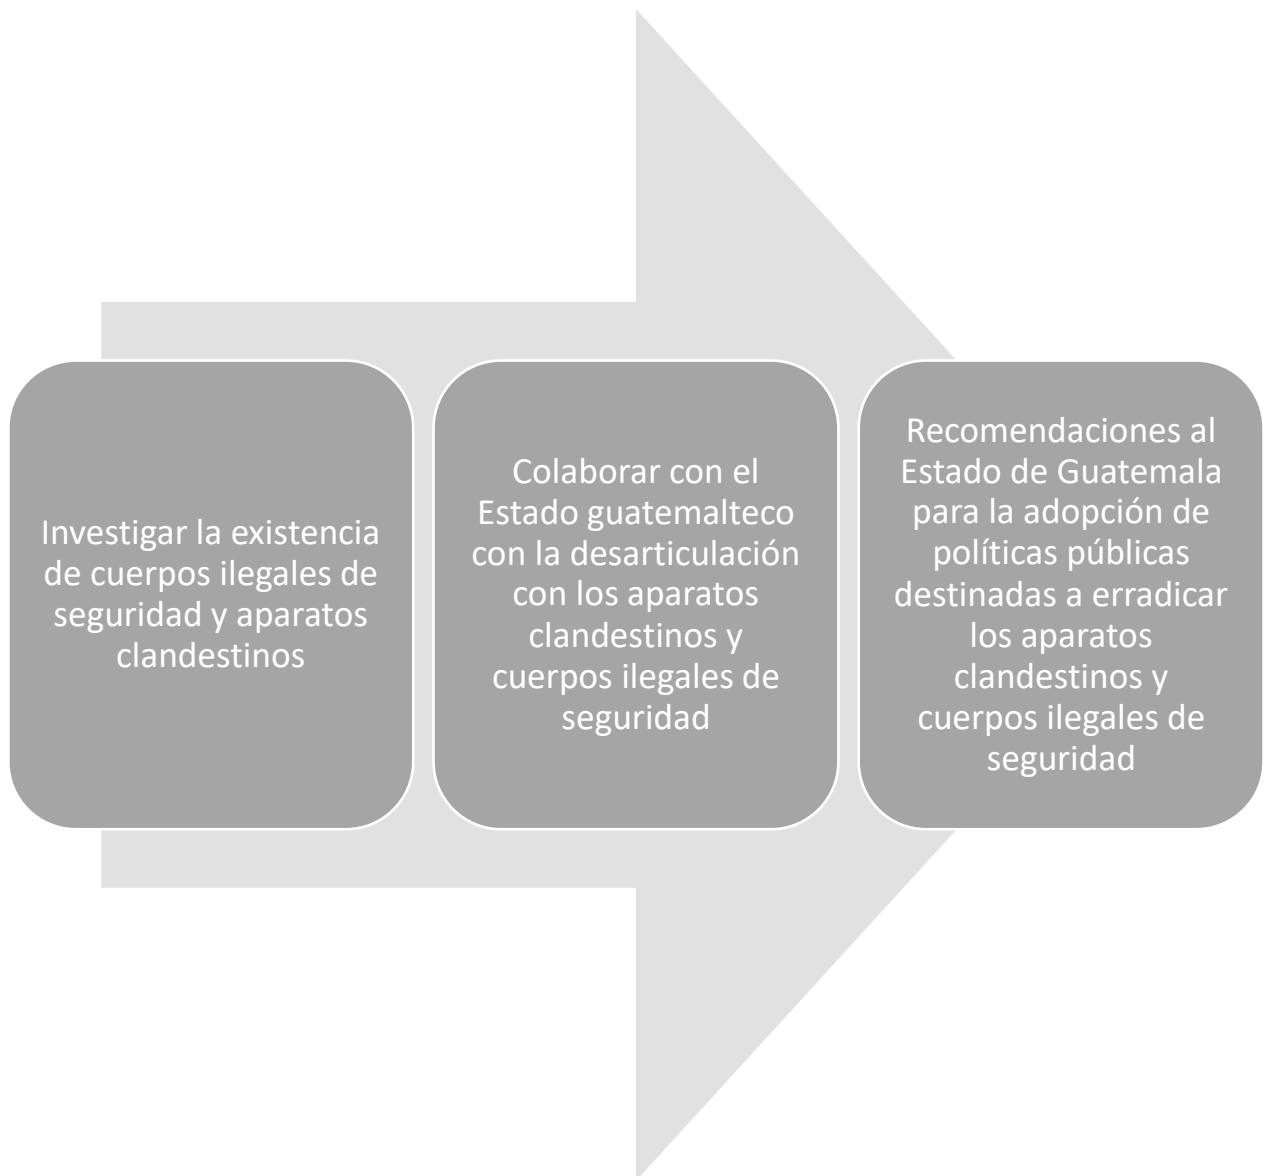 Investigar la existencia
de cuerpos ilegales de
seguridad y aparatos
clandestinos
Colaborar con el
Estado guatemalteco
con la desarticulación
con los aparatos
clandestinos y
cuerpos ilegales de
seguridad
Recomendaciones al
Estado de Guatemala
para la adopción de
políticas públicas
destinadas a erradicar
los aparatos
clandestinos y
cuerpos ilegales de
seguridad